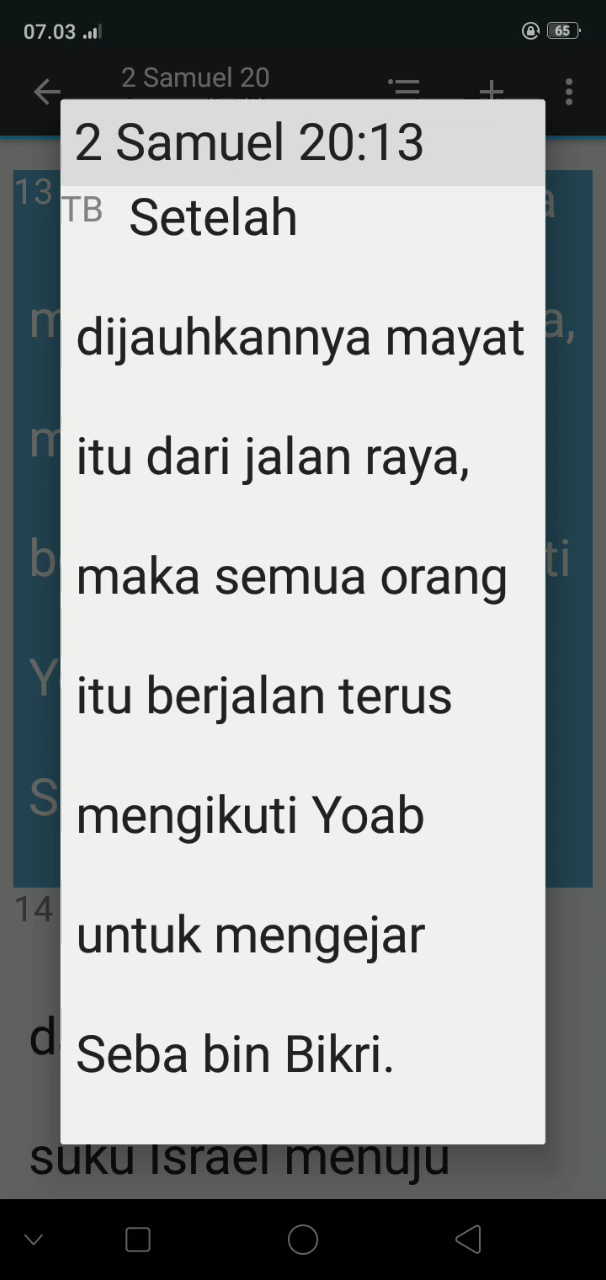 07.03
65
2 Samuel 20
2 Samuel 20:13
13
TB Setelah
dijauhkannya mayat
itu dari jalan raya,
maka semua orang
itu berjalan terus
mengikuti Yoab
untuk mengejar
Seba bin Bikri.
14
suku Israel menuju